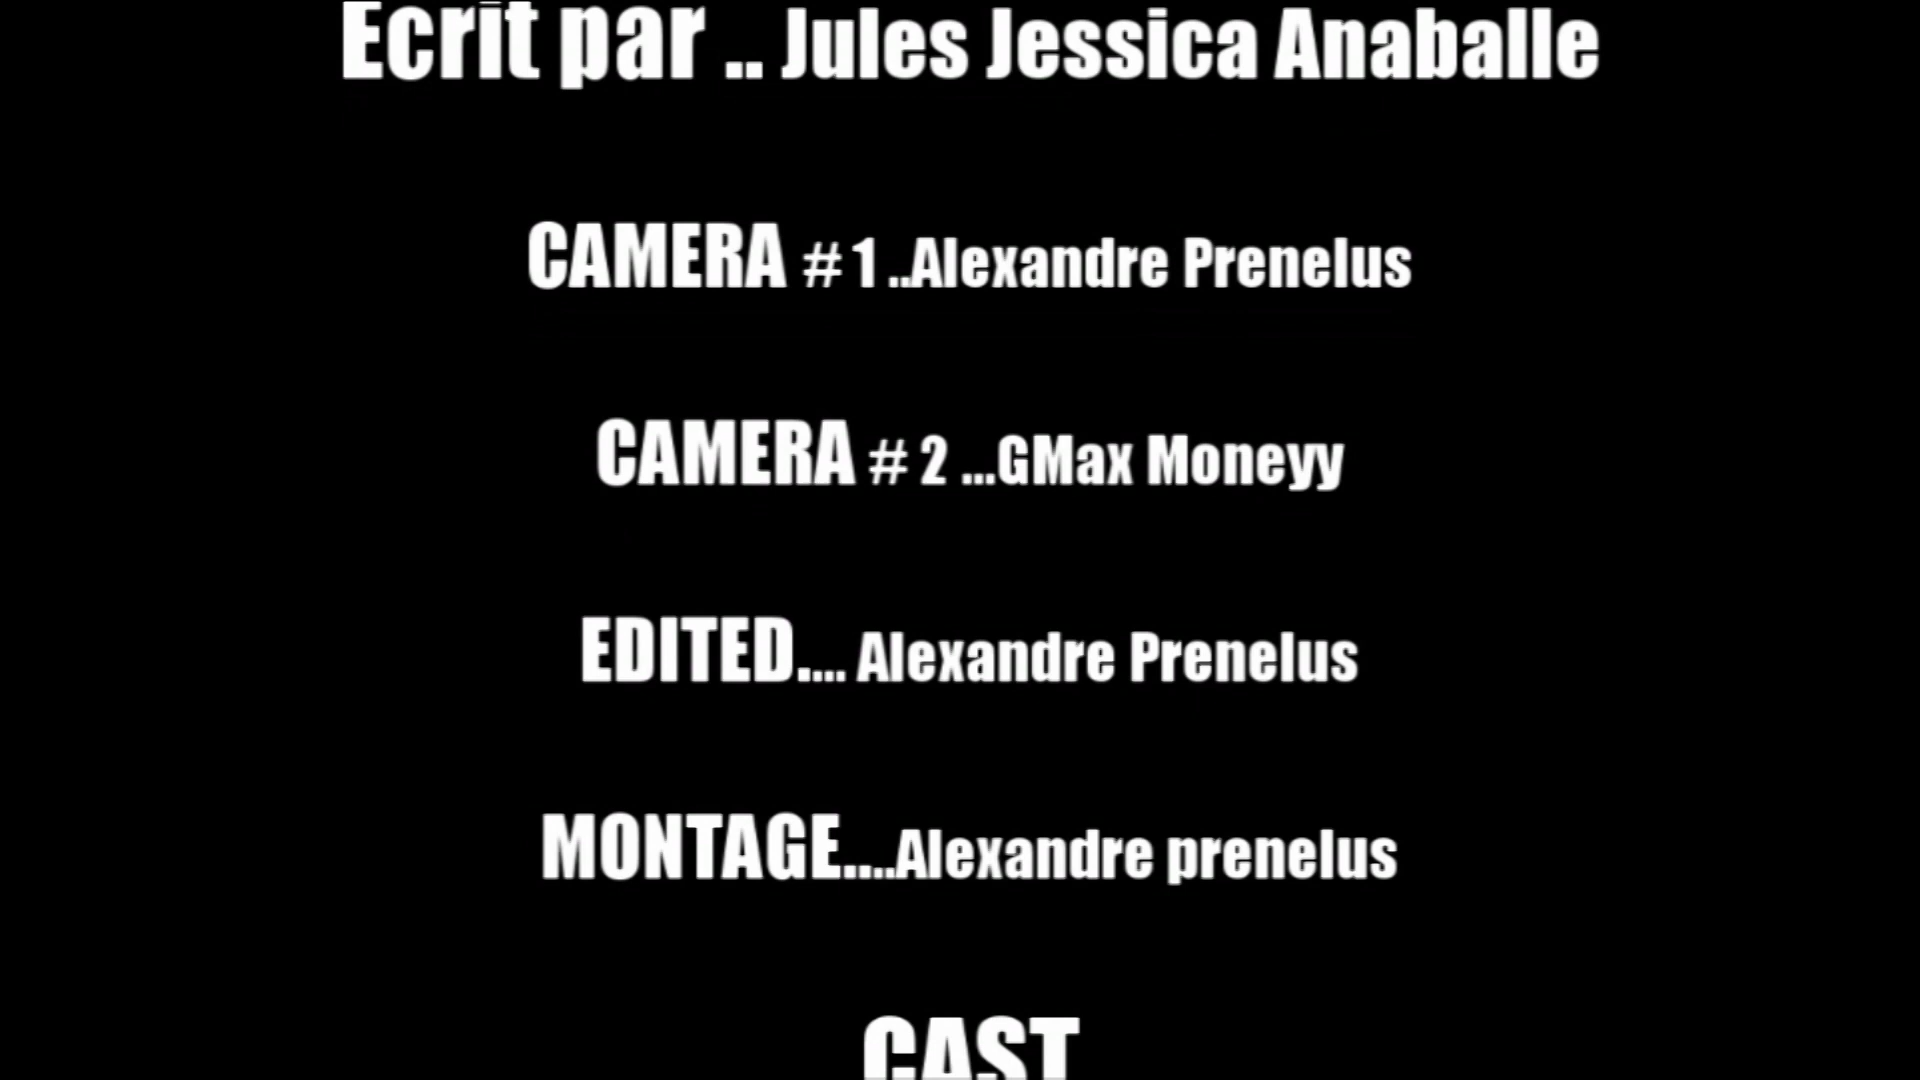 Ecrit par .. Jules Jessica Anaballe
CAMERA # 1 ..Alexandre Prenelus
CAMERA # 2 ...GMax Moneyy
EDITED.... Alexandre Prenelus
MONTAGE....Alexandre prenelus
CAST